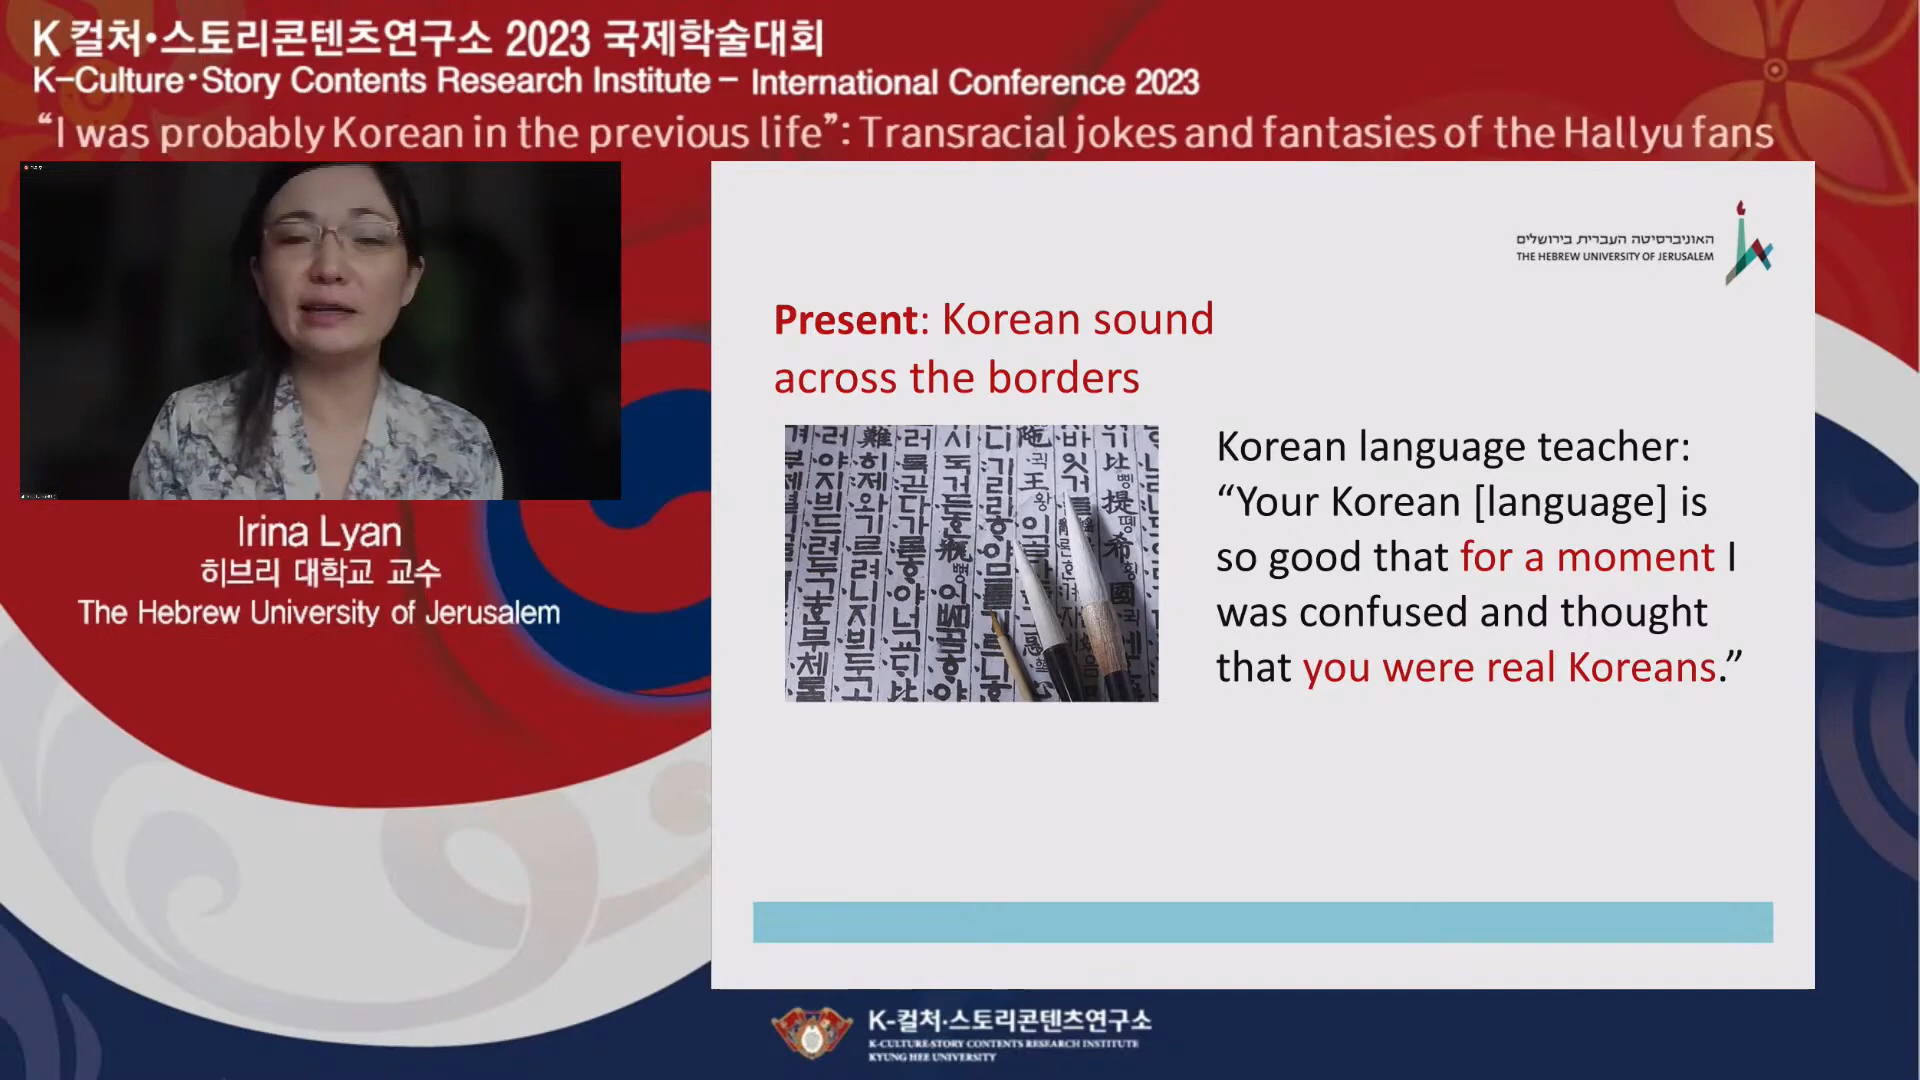 K컬처·스토리콘텐츠연구소 2023 국제학술대회
K-Culture·Story Contents Research Institute - International Conference 2023
“I was probably Korean in the previous life”: Transracial jokes and fantasies of the Hallyu fans
Irina Lyan
히브리 대학교 교수
The Hebrew University of Jerusalem
האוניברסיטה העברית בירושלים
THE HEBREW UNIVERSITY OF JERUSALEM
Present: Korean sound
across the borders
Korean language teacher:
“Your Korean [language] is
so good that for a moment I
was confused and thought
that you were real Koreans.”
K-컬처·스토리콘텐츠연구소
K-CULTURE·STORY CONTENTS RESEARCH INSTITUTE
KYUNG HEE UNIVERSITY